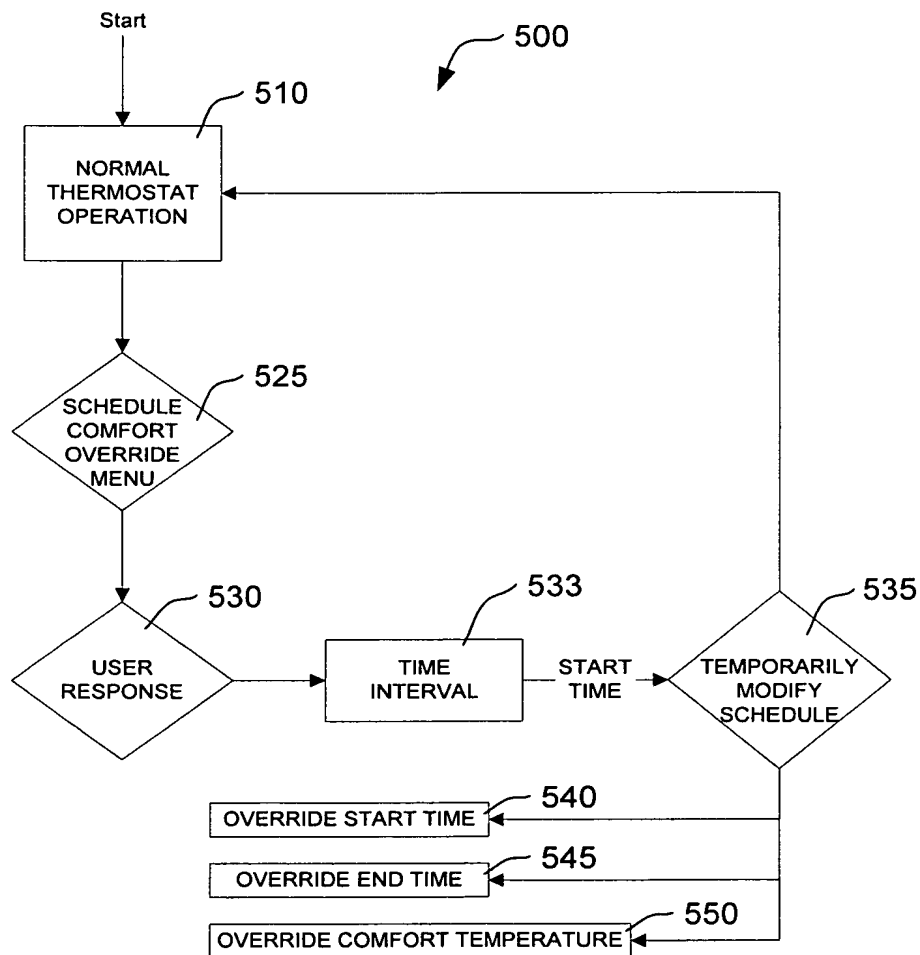 Start
500
510
NORMAL
THERMOSTAT
OPERATION
525
SCHEDULE
COMFORT
OVERRIDE
MENU
530
USER
RESPONSE
533
TIME
INTERVAL
START
TIME
535
TEMPORARILY
MODIFY
SCHEDULE
540
OVERRIDE START TIME
545
OVERRIDE END TIME
550
OVERRIDE COMFORT TEMPERATURE